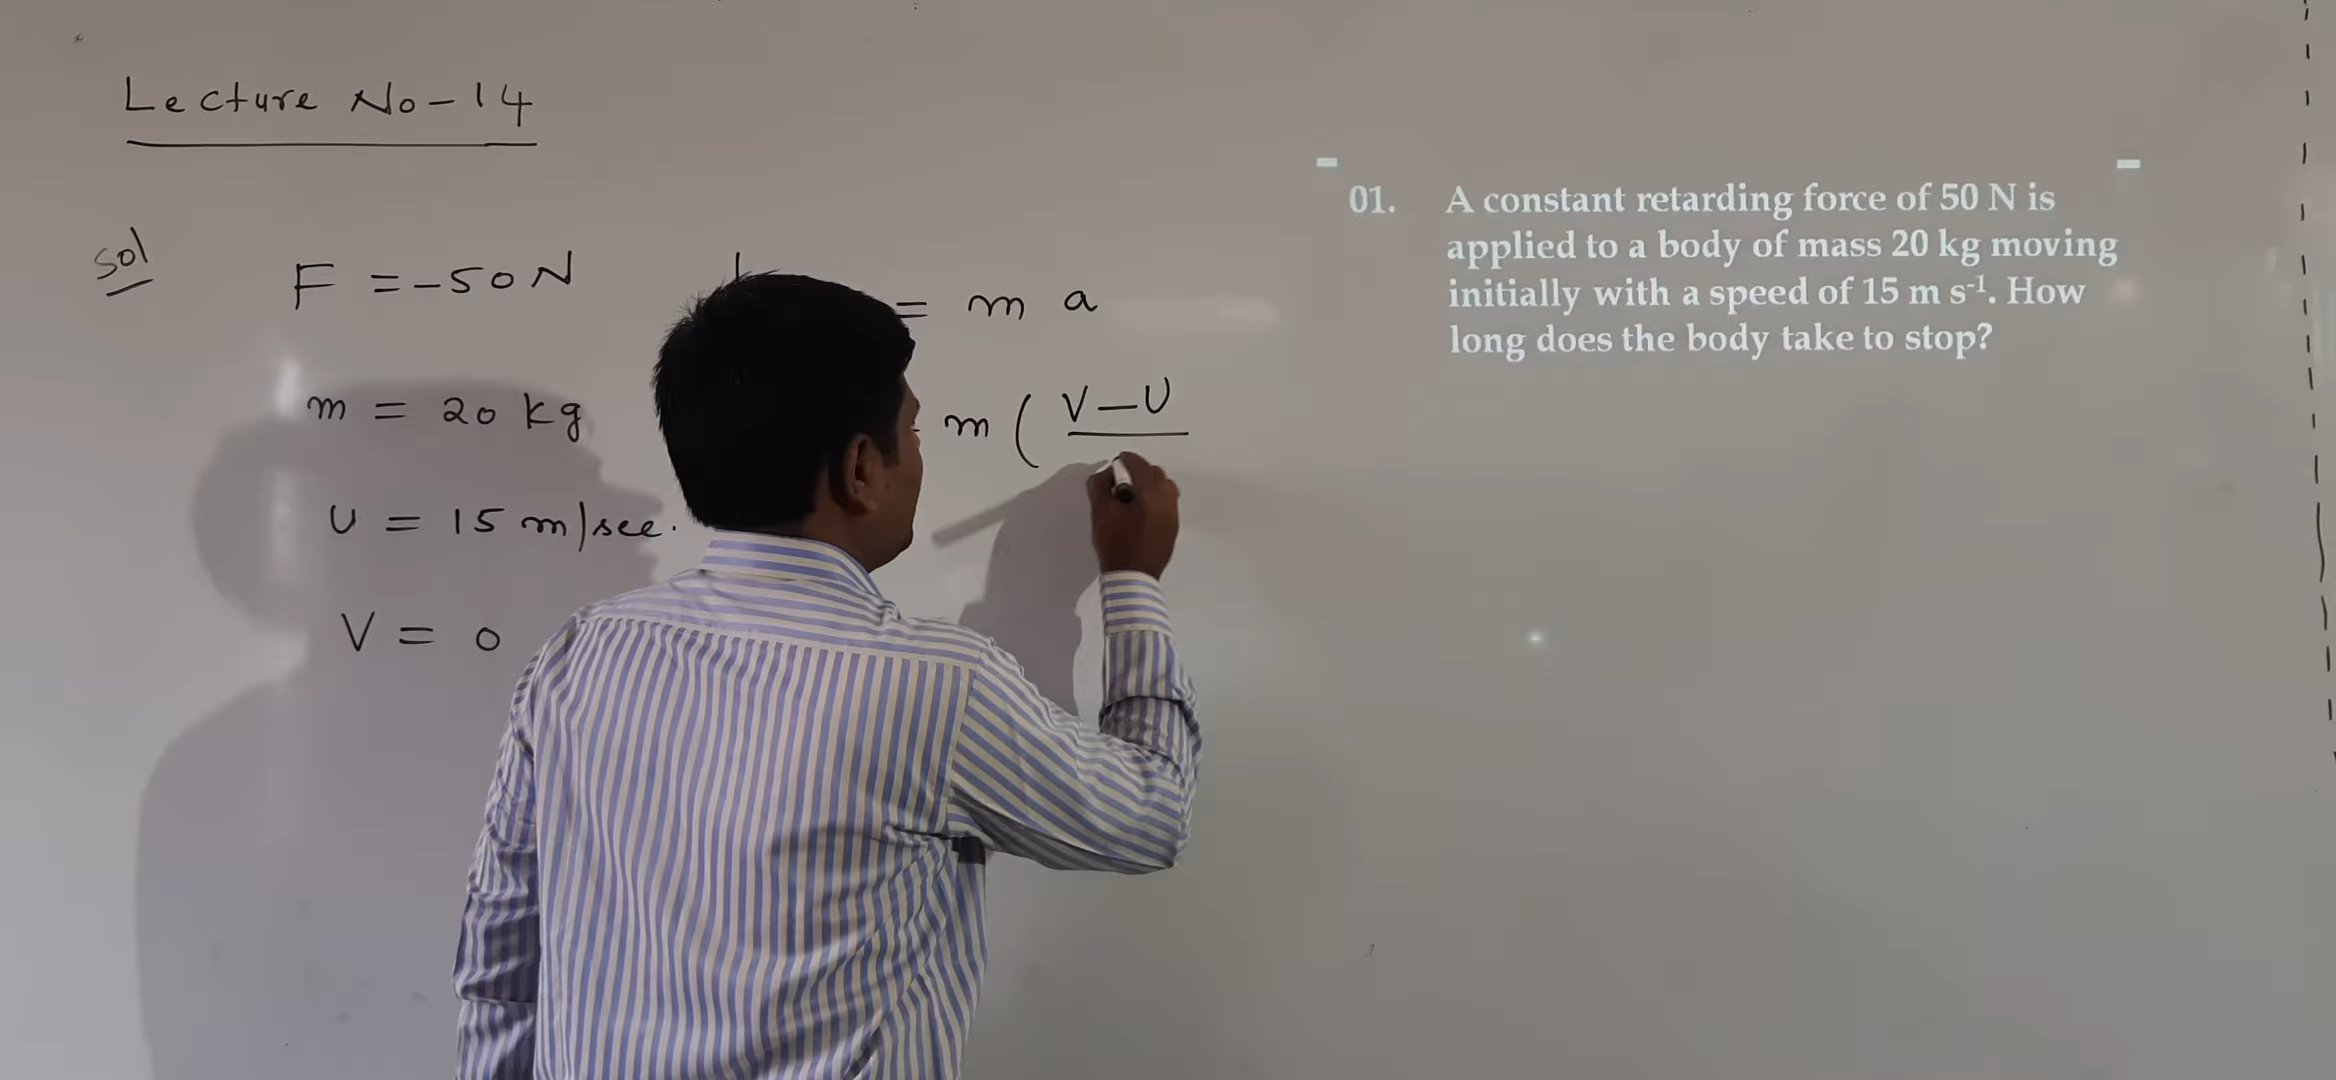 Lecture No-14
Sol
F = -50 N
m = 20 kg
U = 15 m/sec.
V = 0
= m a
m ( V - U
01. A constant retarding force of 50 N is
applied to a body of mass 20 kg moving
initially with a speed of 15 m s⁻¹. How
long does the body take to stop?